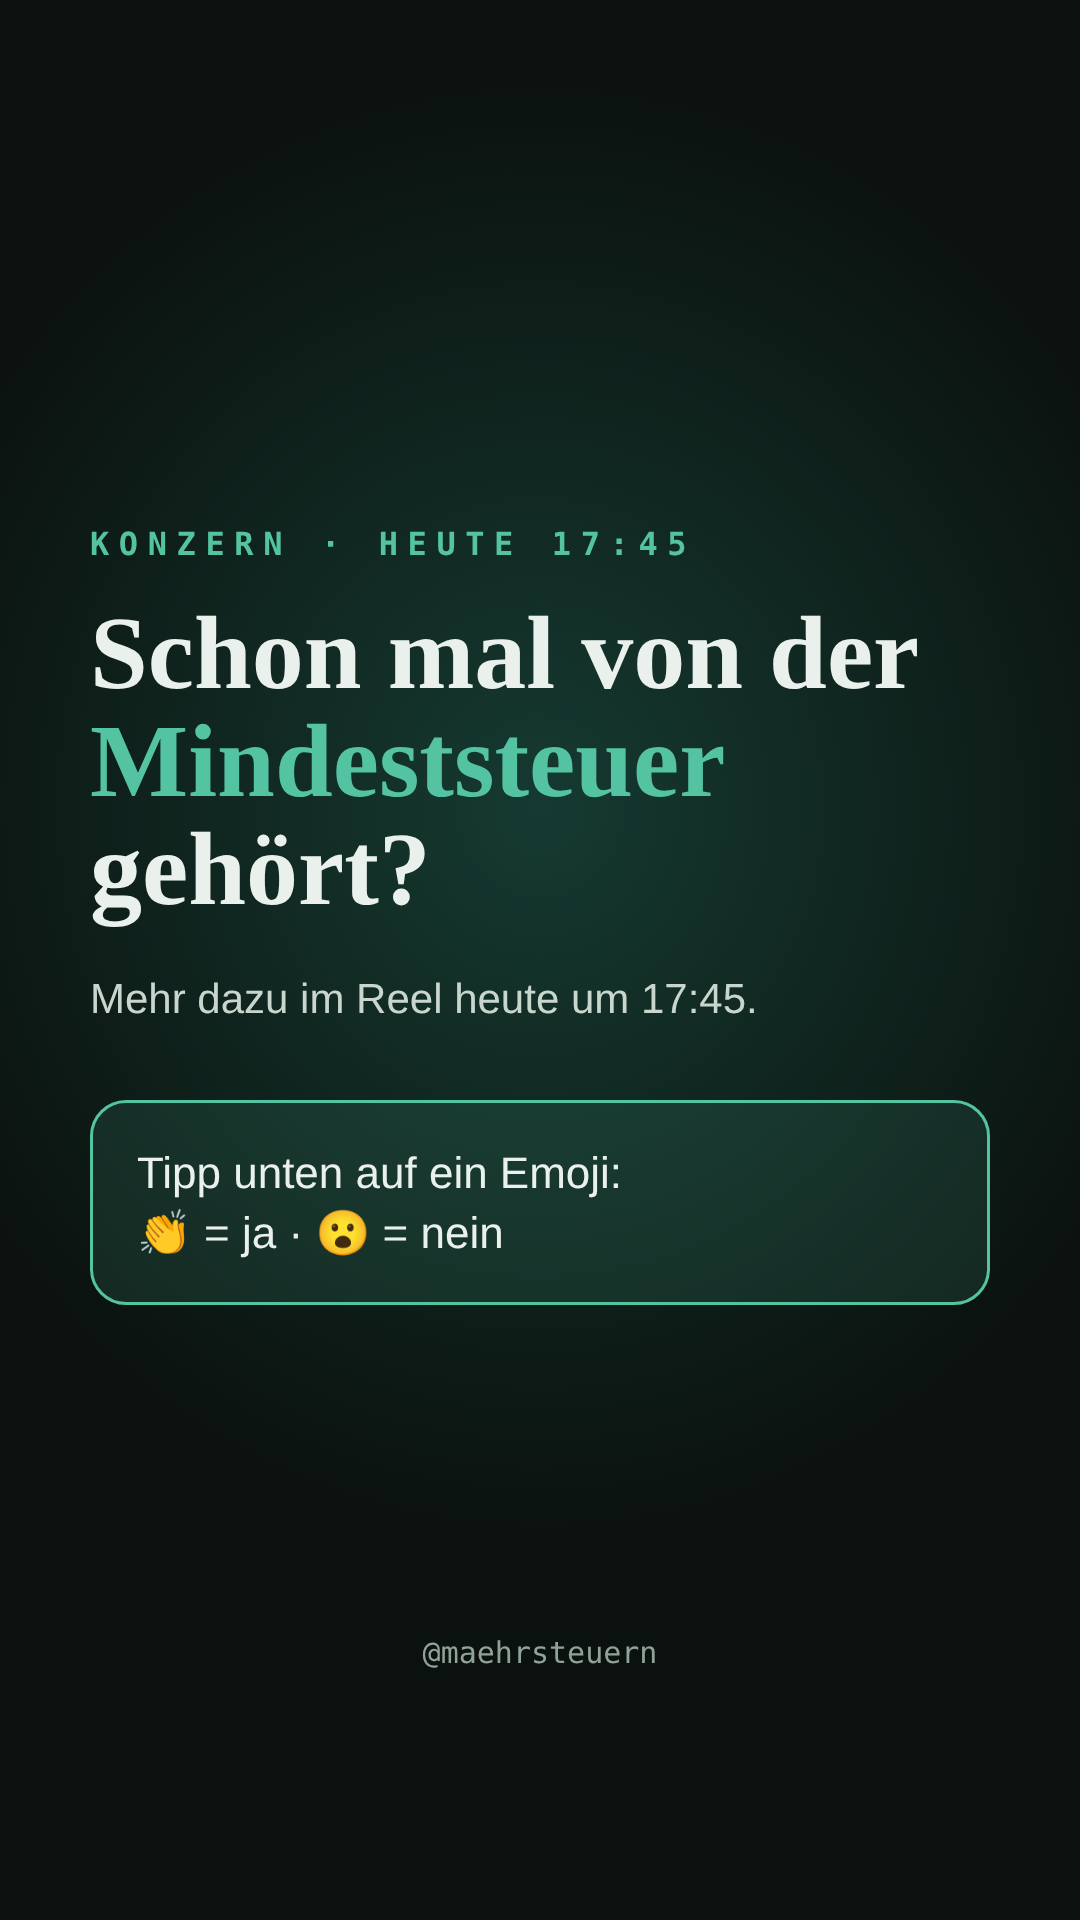 KONZERN · HEUTE 17:45
Schon mal von der
Mindeststeuer
gehört?
Mehr dazu im Reel heute um 17:45.
Tipp unten auf ein Emoji:
👏 = ja · 😮 = nein
@maehrsteuern